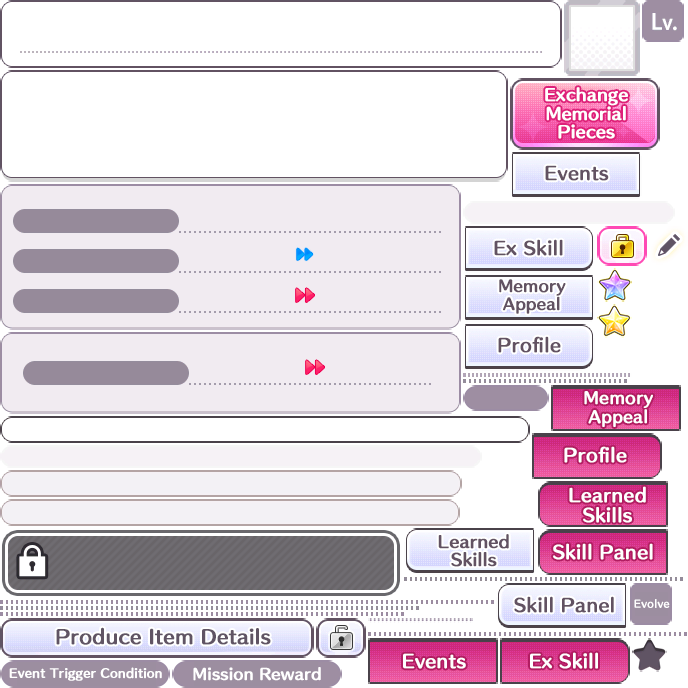 Lv.
Exchange
Memorial
Pieces
Events
Ex Skill
Memory
Appeal
Profile
Memory
Appeal
Profile
Learned
Skills
Learned
Skills
Skill Panel
Skill Panel
Evolve
Produce Item Details
Events
Ex Skill
Event Trigger Condition
Mission Reward